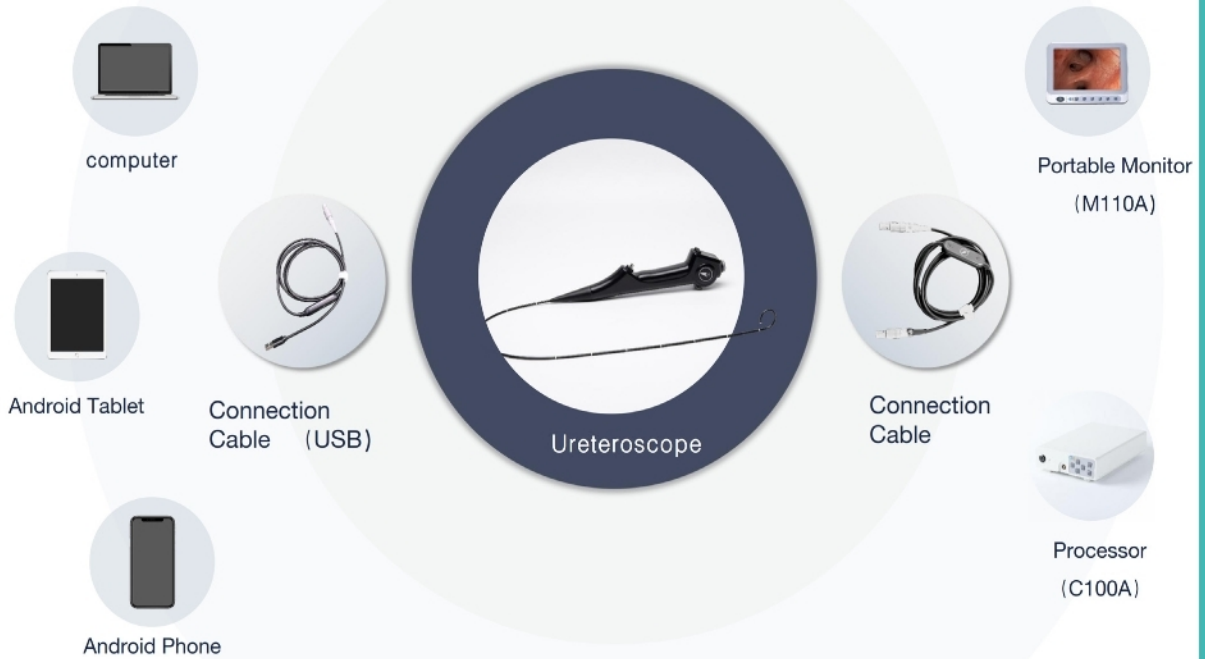 computer
Portable Monitor
(M110A)
Android Tablet
Connection
Cable (USB)
Ureteroscope
Connection
Cable
Processor
(C100A)
Android Phone